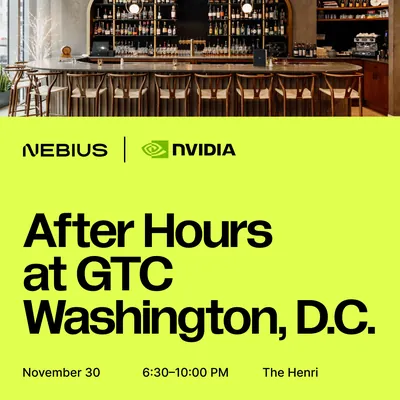 NEBIUS | NVIDIA
After Hours
at GTC
Washington, D.C.
November 30 6:30–10:00 PM The Henri